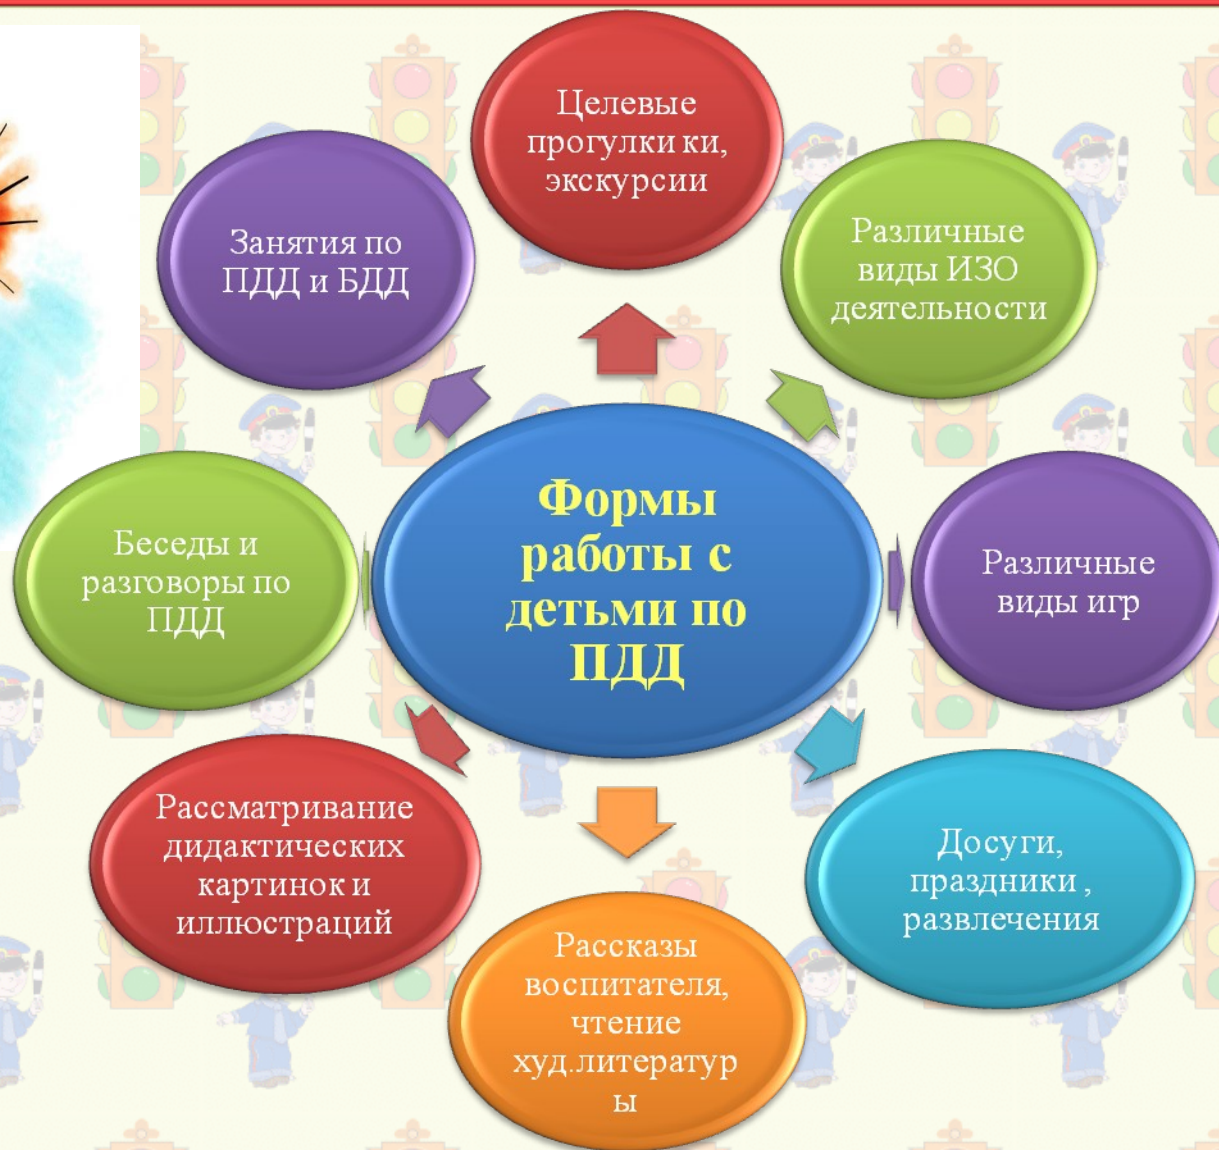 Целевые
прогулки ки,
экскурсии
Занятия по
ПДД и БДД
Различные
виды ИЗО
деятельности
Формы
работы с
детьми по
ПДД
Беседы и
разговоры по
ПДД
Различные
виды игр
Рассматривание
дидактических
картинок и
иллюстраций
Досуги,
праздники ,
развлечения
Рассказы
воспитателя,
чтение
худ.литератур
ы